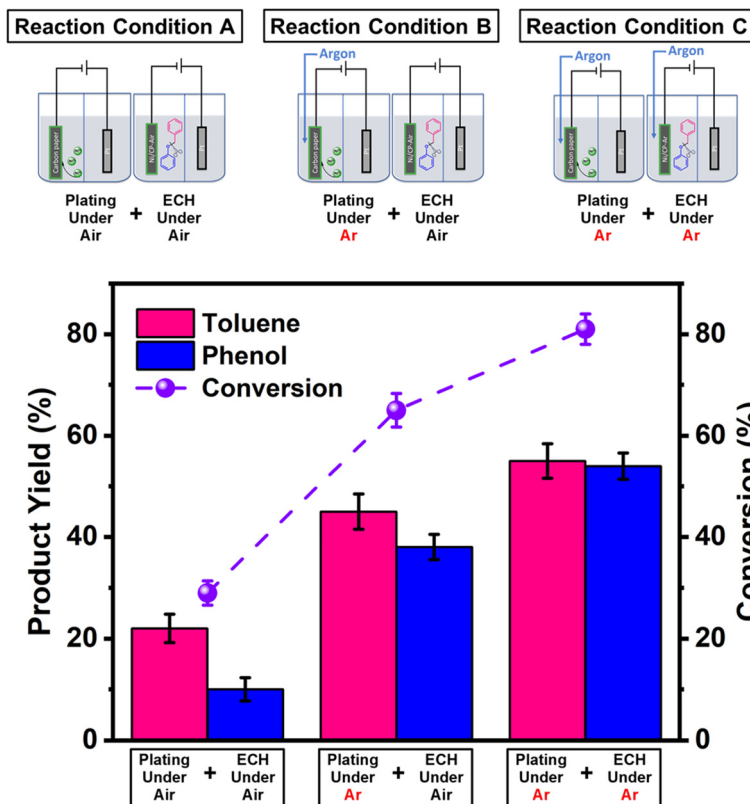 Reaction Condition A
Reaction Condition B
Reaction Condition C
Argon
Argon
Argon
Carbon paper
Pt
Ni/CP-Air
Pt
Carbon paper
Pt
Ni/CP-Air
Pt
Carbon paper
Pt
Ni/CP-Ar
Pt
Plating
Under
Air
+
ECH
Under
Air
Plating
Under
Ar
+
ECH
Under
Air
Plating
Under
Ar
+
ECH
Under
Ar
Toluene
Phenol
Conversion
Product Yield (%)
80
60
40
20
0
Conversion (%)
80
60
40
20
0
Plating
Under
Air
+
ECH
Under
Air
Plating
Under
Ar
+
ECH
Under
Air
Plating
Under
Ar
+
ECH
Under
Ar